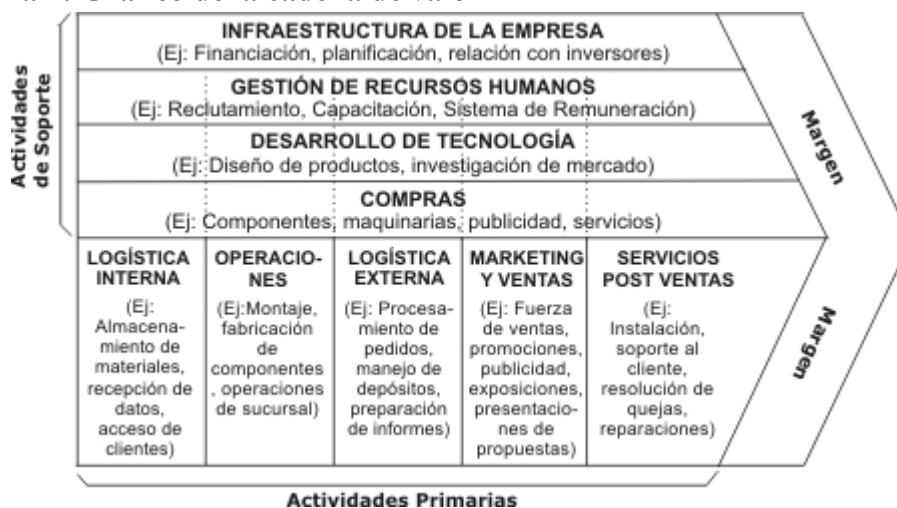 INFRAESTRUCTURA DE LA EMPRESA
(Ej: Financiación, planificación, relación con inversores)
GESTIÓN DE RECURSOS HUMANOS
(Ej: Reclutamiento, Capacitación, Sistema de Remuneración)
DESARROLLO DE TECNOLOGÍA
(Ej: Diseño de productos, investigación de mercado)
COMPRAS
(Ej: Componentes, maquinarias, publicidad, servicios)
Actividades
de Soporte
LOGÍSTICA
INTERNA
(Ej:
Almacena-
miento de
materiales,
recepción de
datos,
acceso de
clientes)
OPERACIO-
NES
(Ej:Montaje,
fabricación
de
componentes
, operaciones
de sucursal)
LOGÍSTICA
EXTERNA
(Ej: Procesa-
miento de
pedidos,
manejo de
depósitos,
preparación
de informes)
MARKETING
Y VENTAS
(Ej: Fuerza
de ventas,
promociones,
publicidad,
exposiciones,
presentacio-
nes de
propuestas)
SERVICIOS
POST VENTAS
(Ej:
Instalación,
soporte al
cliente,
resolución de
quejas,
reparaciones)
Margen
Margen
Actividades Primarias